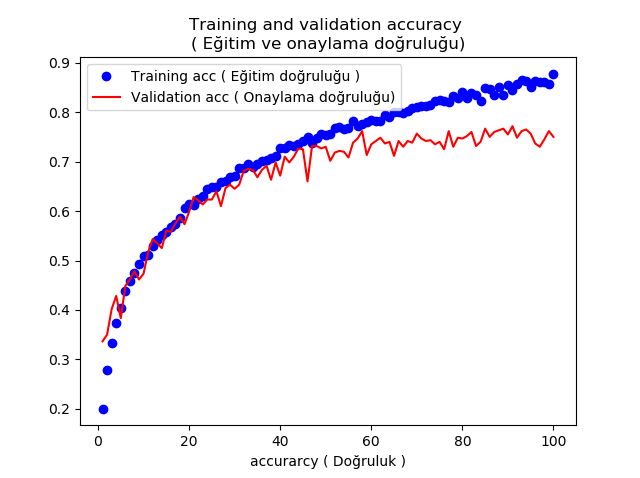 Training and validation accuracy
( Eğitim ve onaylama doğruluğu)
Training acc ( Eğitim doğruluğu )
Validation acc ( Onaylama doğruluğu)
0.9
0.8
0.7
0.6
0.5
0.4
0.3
0.2
0 20 40 60 80 100
accurarcy ( Doğruluk )